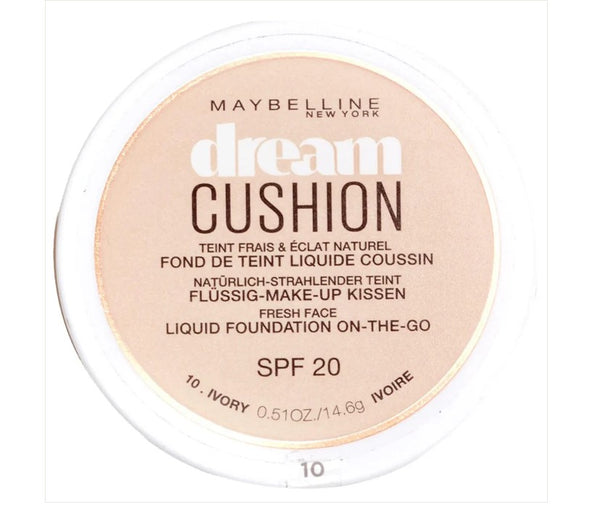 MAYBELLINE
NEW YORK
dream
CUSHION
TEINT FRAIS & ÉCLAT NATUREL
FOND DE TEINT LIQUIDE COUSSIN
NATÜRLICH-STRAHLENDER TEINT
FLÜSSIG-MAKE-UP KISSEN
FRESH FACE
LIQUID FOUNDATION ON-THE-GO
SPF 20
10 . IVORY 0.51OZ./14.6g IVOIRE
10